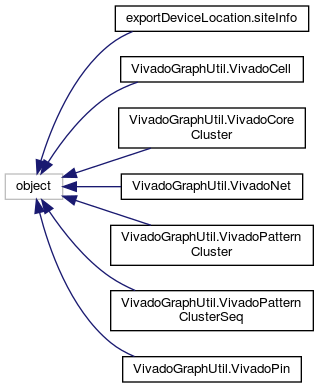 exportDeviceLocation.siteInfo
VivadoGraphUtil.VivadoCell
VivadoGraphUtil.VivadoCore
Cluster
object
VivadoGraphUtil.VivadoNet
VivadoGraphUtil.VivadoPattern
Cluster
VivadoGraphUtil.VivadoPattern
ClusterSeq
VivadoGraphUtil.VivadoPin